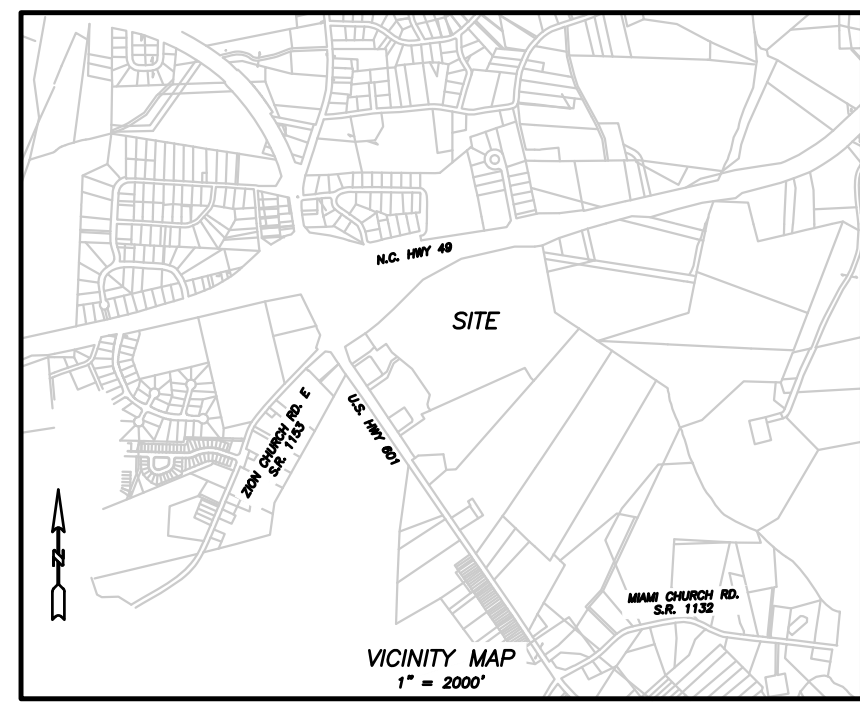 N.C. HWY 49
SITE
ZION CHURCH RD. E
S.R. 1153
U.S. HWY 601
N
MIAMI CHURCH RD.
S.R. 1132
VICINITY MAP
1" = 2000'